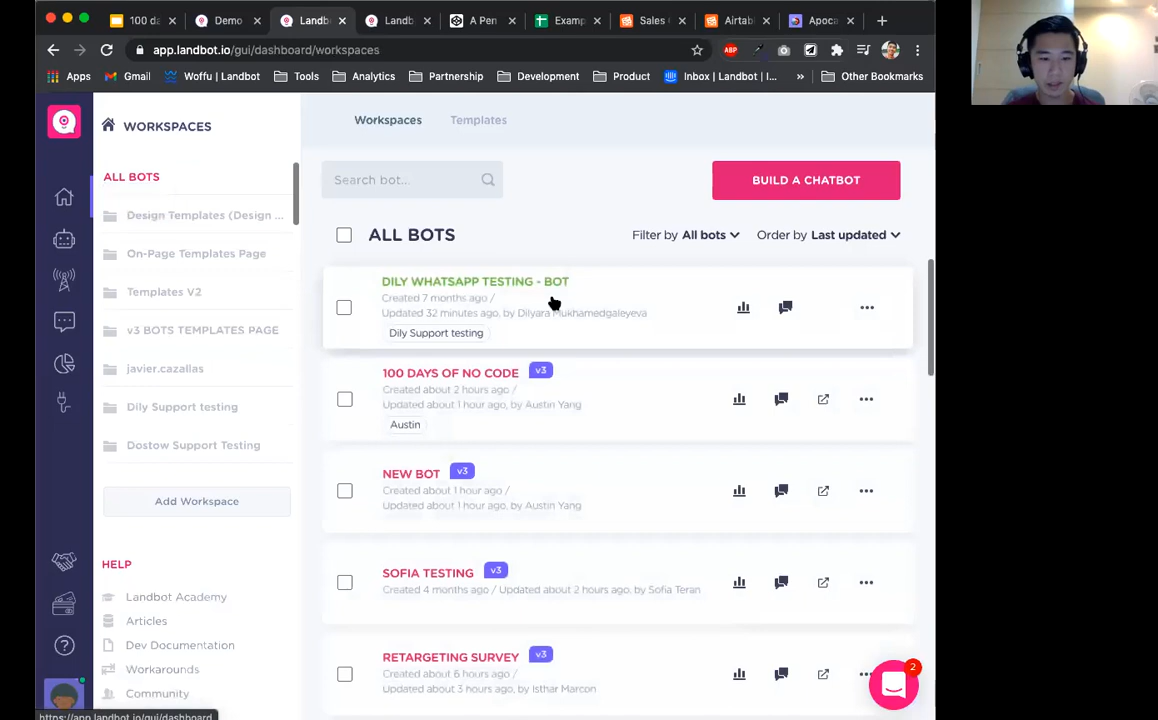 100 da
Demo
Landb
Landb
A Pen
Examp
Sales
Airtab
Apoca
app.landbot.io/gui/dashboard/workspaces
ABP
Apps
Gmail
Woffu | Landbot
Tools
Analytics
Partnership
Development
Product
Inbox | Landbot | I...
»
Other Bookmarks
WORKSPACES
ALL BOTS
Design Templates (Design ...
On-Page Templates Page
Templates V2
v3 BOTS TEMPLATES PAGE
javier.cazallas
Dily Support testing
Dostow Support Testing
Add Workspace
HELP
Landbot Academy
Articles
Dev Documentation
Workarounds
Community
https://app.landbot.io/gui/dashboard
Workspaces
Templates
Search bot...
BUILD A CHATBOT
ALL BOTS
Filter by All bots
Order by Last updated
DILY WHATSAPP TESTING - BOT
Created 7 months ago /
Updated 32 minutes ago, by Dilyara Mukhamedgaleyeva
Dily Support testing
100 DAYS OF NO CODE
v3
Created about 2 hours ago /
Updated about 1 hour ago, by Austin Yang
Austin
NEW BOT
v3
Created about 1 hour ago /
Updated about 1 hour ago, by Austin Yang
SOFIA TESTING
v3
Created 4 months ago / Updated about 2 hours ago, by Sofia Teran
RETARGETING SURVEY
v3
Created about 6 hours ago /
Updated about 3 hours ago, by Isthar Marcon
2